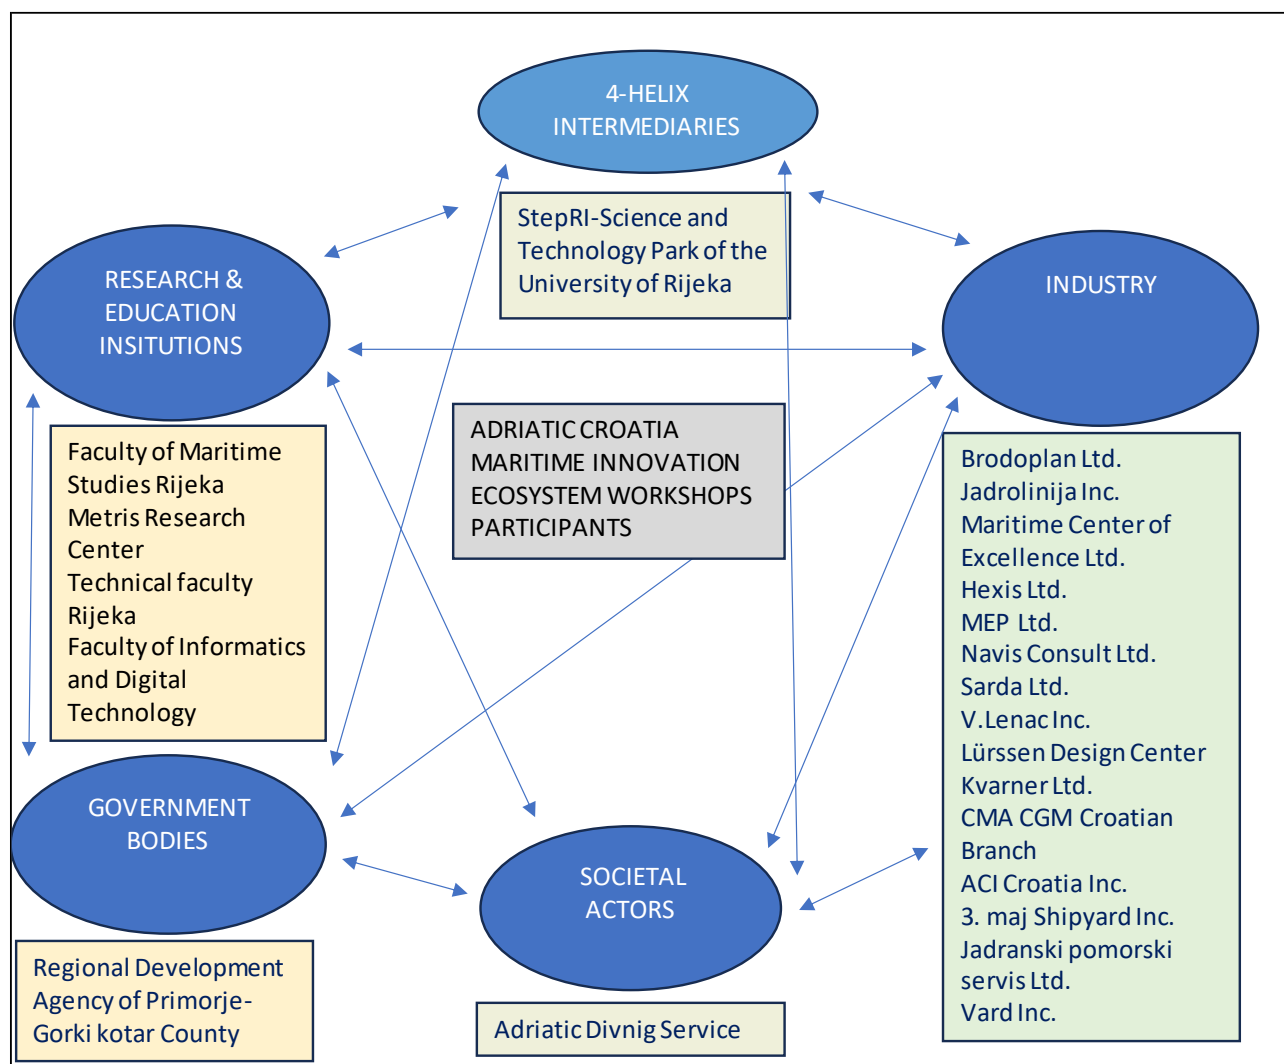 4-HELIX
INTERMEDIARIES
StepRI-Science and
Technology Park of the
University of Rijeka
RESEARCH &
EDUCATION
INSITUTIONS
INDUSTRY
Faculty of Maritime
Studies Rijeka
Metris Research
Center
Technical faculty
Rijeka
Faculty of Informatics
and Digital
Technology
ADRIATIC CROATIA
MARITIME INNOVATION
ECOSYSTEM WORKSHOPS
PARTICIPANTS
Brodoplan Ltd.
Jadrolinija Inc.
Maritime Center of
Excellence Ltd.
Hexis Ltd.
MEP Ltd.
Navis Consult Ltd.
Sarda Ltd.
V.Lenac Inc.
Lürssen Design Center
Kvarner Ltd.
CMA CGM Croatian
Branch
ACI Croatia Inc.
3. maj Shipyard Inc.
Jadranski pomorski
servis Ltd.
Vard Inc.
GOVERNMENT
BODIES
Regional Development
Agency of Primorje-
Gorki kotar County
SOCIETAL
ACTORS
Adriatic Divnig Service